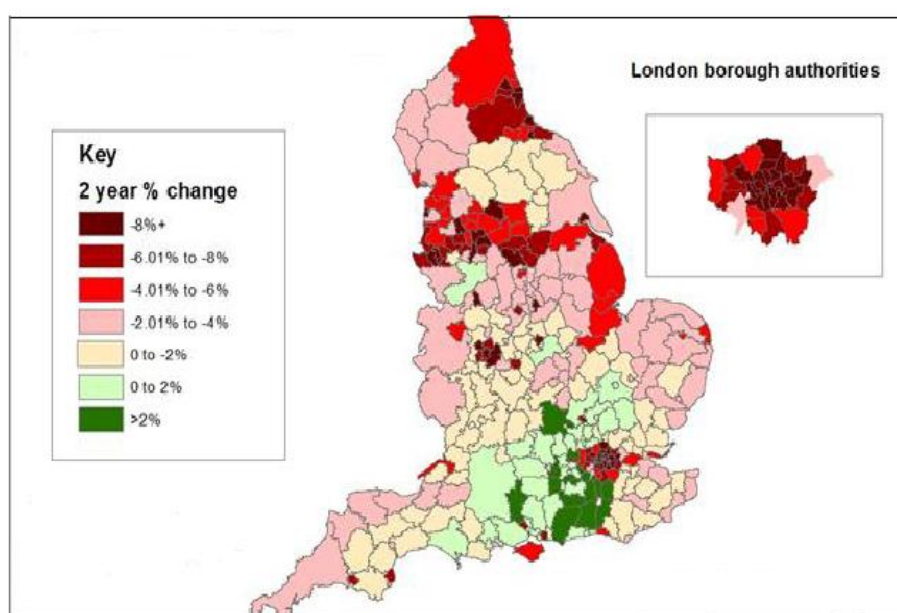 London borough authorities
Key
2 year % change
-8%+
-6.01% to -8%
-4.01% to -6%
-2.01% to -4%
0 to -2%
0 to 2%
>2%